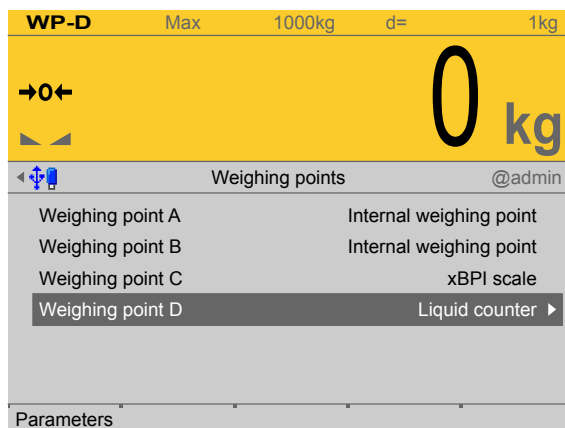 WP-D Max 1000kg d= 1kg
→0←
0 kg
Weighing points @admin
Weighing point A Internal weighing point
Weighing point B Internal weighing point
Weighing point C xBPI scale
Weighing point D Liquid counter
Parameters